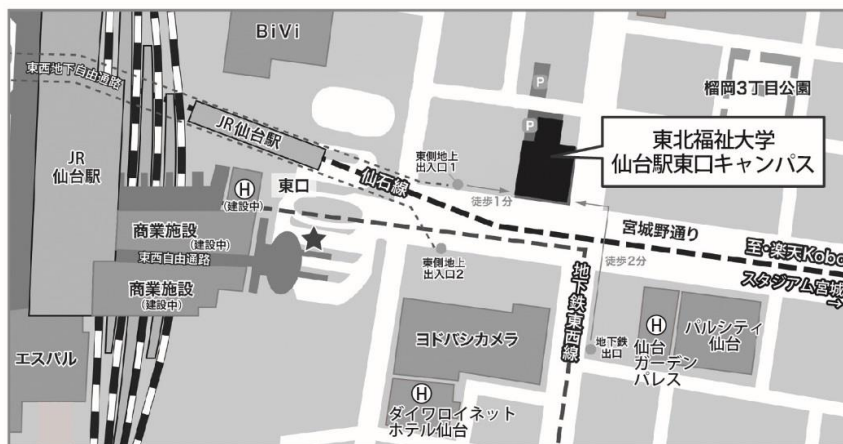 BiVi
東西地下自由通路
JR仙台駅
JR
仙台駅
H
(建設中)
東口
仙石線
東側地上
出入口1
徒歩1分
P
P
榴岡3丁目公園
東北福祉大学
仙台駅東口キャンパス
商業施設
(建設中)
東西自由通路
商業施設
(建設中)
エスパル
東側地上
出入口2
宮城野通り
至・楽天Kobo
スタジアム宮城
→
徒歩2分
地下鉄東西線
地下鉄
出口
ヨドバシカメラ
H
ダイワロイネット
ホテル仙台
H
仙台
ガーデン
パレス
パルシティ
仙台